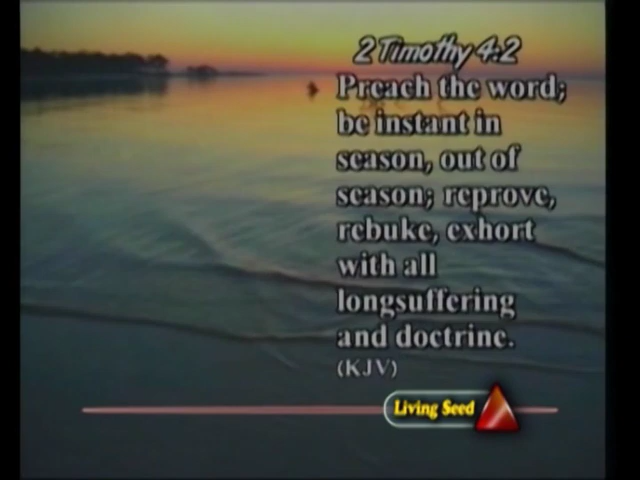 2 Timothy 4:2
Preach the word;
be instant in
season, out of
season; reprove,
rebuke, exhort
with all
longsuffering
and doctrine.
(KJV)
Living Seed